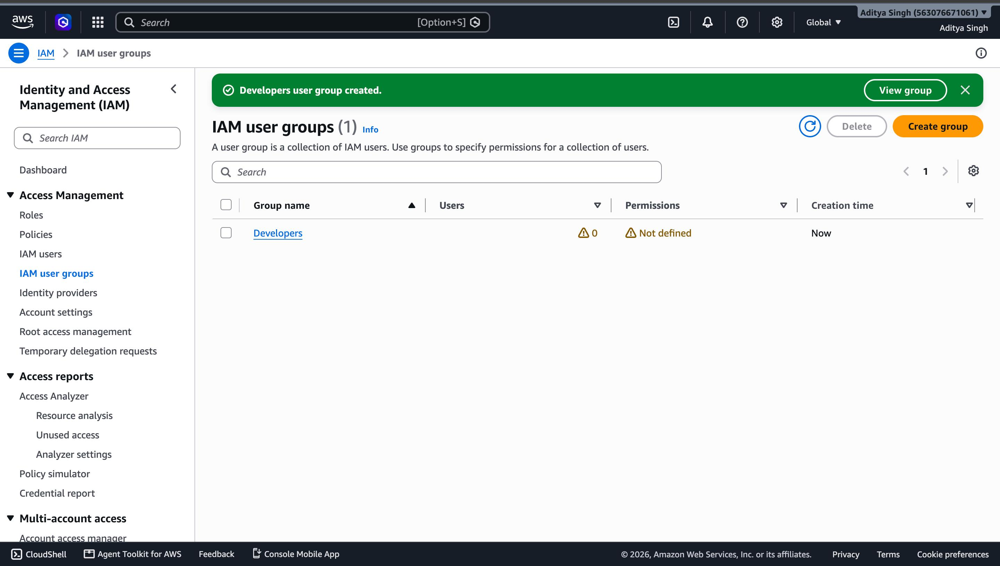 aws
Search
[Option+S]
Global
Aditya Singh (563076671061)
Aditya Singh
IAM
IAM user groups
Identity and Access
Management (IAM)
Search IAM
Dashboard
Access Management
Roles
Policies
IAM users
IAM user groups
Identity providers
Account settings
Root access management
Temporary delegation requests
Access reports
Access Analyzer
Resource analysis
Unused access
Analyzer settings
Policy simulator
Credential report
Multi-account access
Account access manager
Developers user group created.
View group
IAM user groups (1) Info
Delete
Create group
A user group is a collection of IAM users. Use groups to specify permissions for a collection of users.
Search
1
Group name Users Permissions Creation time
Developers 0 Not defined Now
CloudShell Agent Toolkit for AWS Feedback Console Mobile App © 2026, Amazon Web Services, Inc. or its affiliates. Privacy Terms Cookie preferences